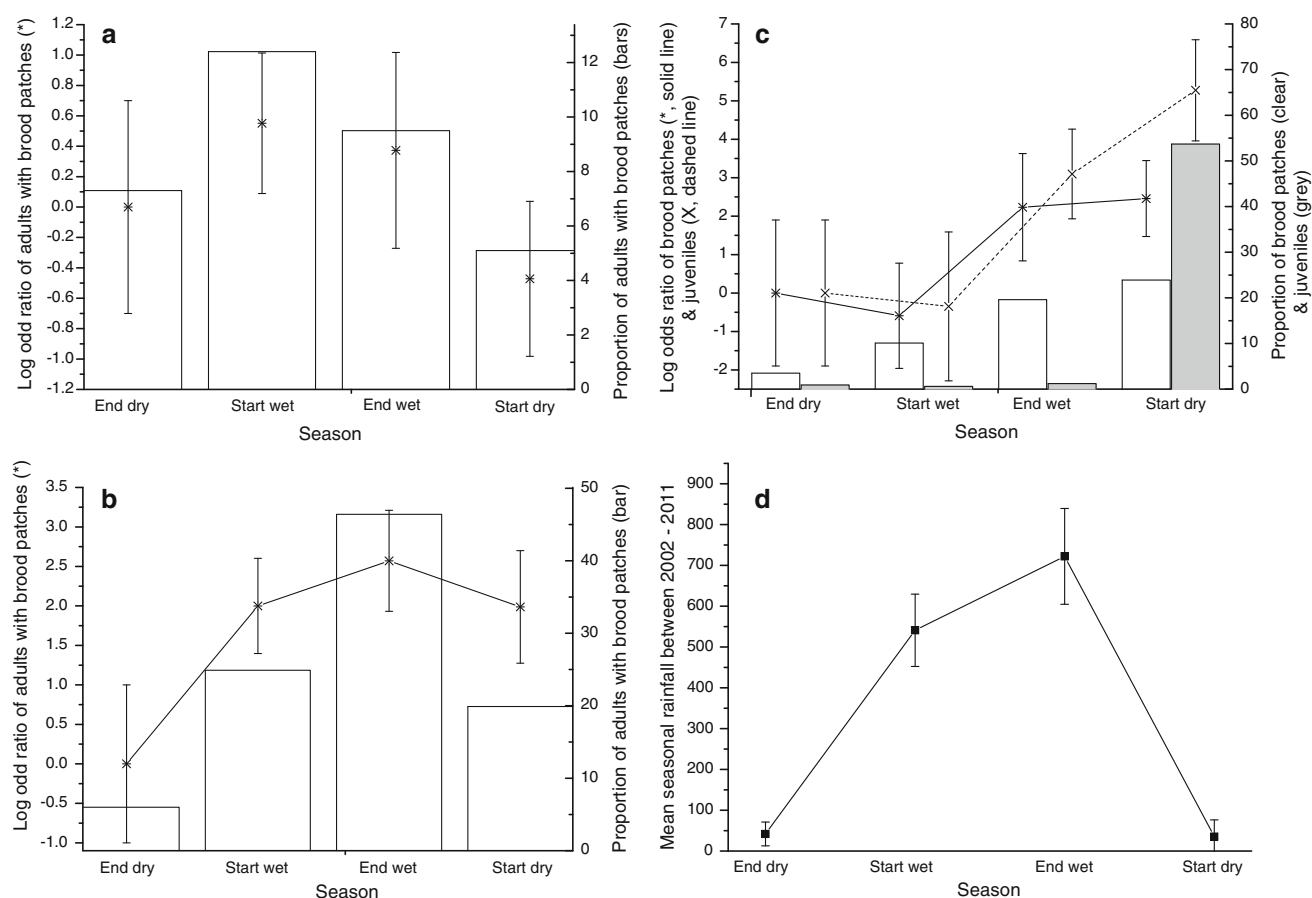 a
Log odd ratio of adults with brood patches (*)
1.2
1.0
0.8
0.6
0.4
0.2
0.0
-0.2
-0.4
-0.6
-0.8
-1.0
-1.2
Proportion of adults with brood patches (bars)
12
10
8
6
4
2
0
End dry
Start wet
End wet
Start dry
Season
c
Log odds ratio of brood patches (*, solid line)
& juveniles (X, dashed line)
7
6
5
4
3
2
1
0
-1
-2
Proportion of brood patches (clear)
& juveniles (grey)
80
70
60
50
40
30
20
10
0
End dry
Start wet
End wet
Start dry
Season
b
Log odd ratio of adults with brood patches (*)
3.5
3.0
2.5
2.0
1.5
1.0
0.5
0.0
-0.5
-1.0
Proportion of adults with brood patches (bar)
50
40
30
20
10
0
End dry
Start wet
End wet
Start dry
Season
d
Mean seasonal rainfall between 2002 - 2011
900
800
700
600
500
400
300
200
100
0
End dry
Start wet
End wet
Start dry
Season